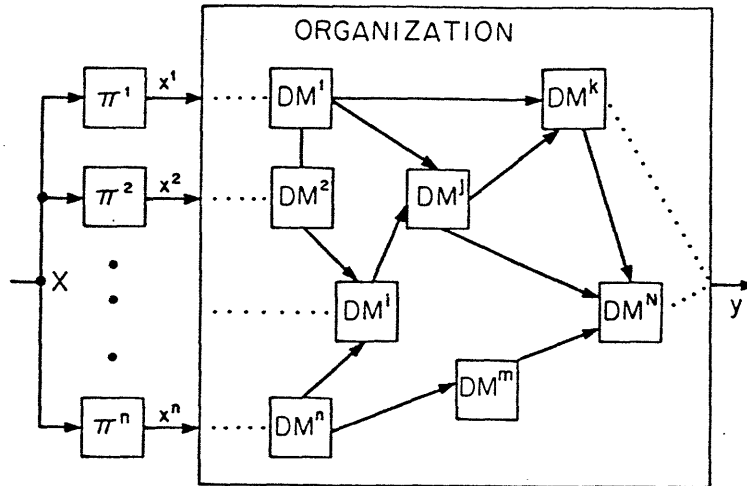 ORGANIZATION
π¹ x¹ DM¹ DMᵏ
π² x² DM² DMʲ
X DMⁱ DMᴺ y
DMᵐ
πⁿ xⁿ DMⁿ